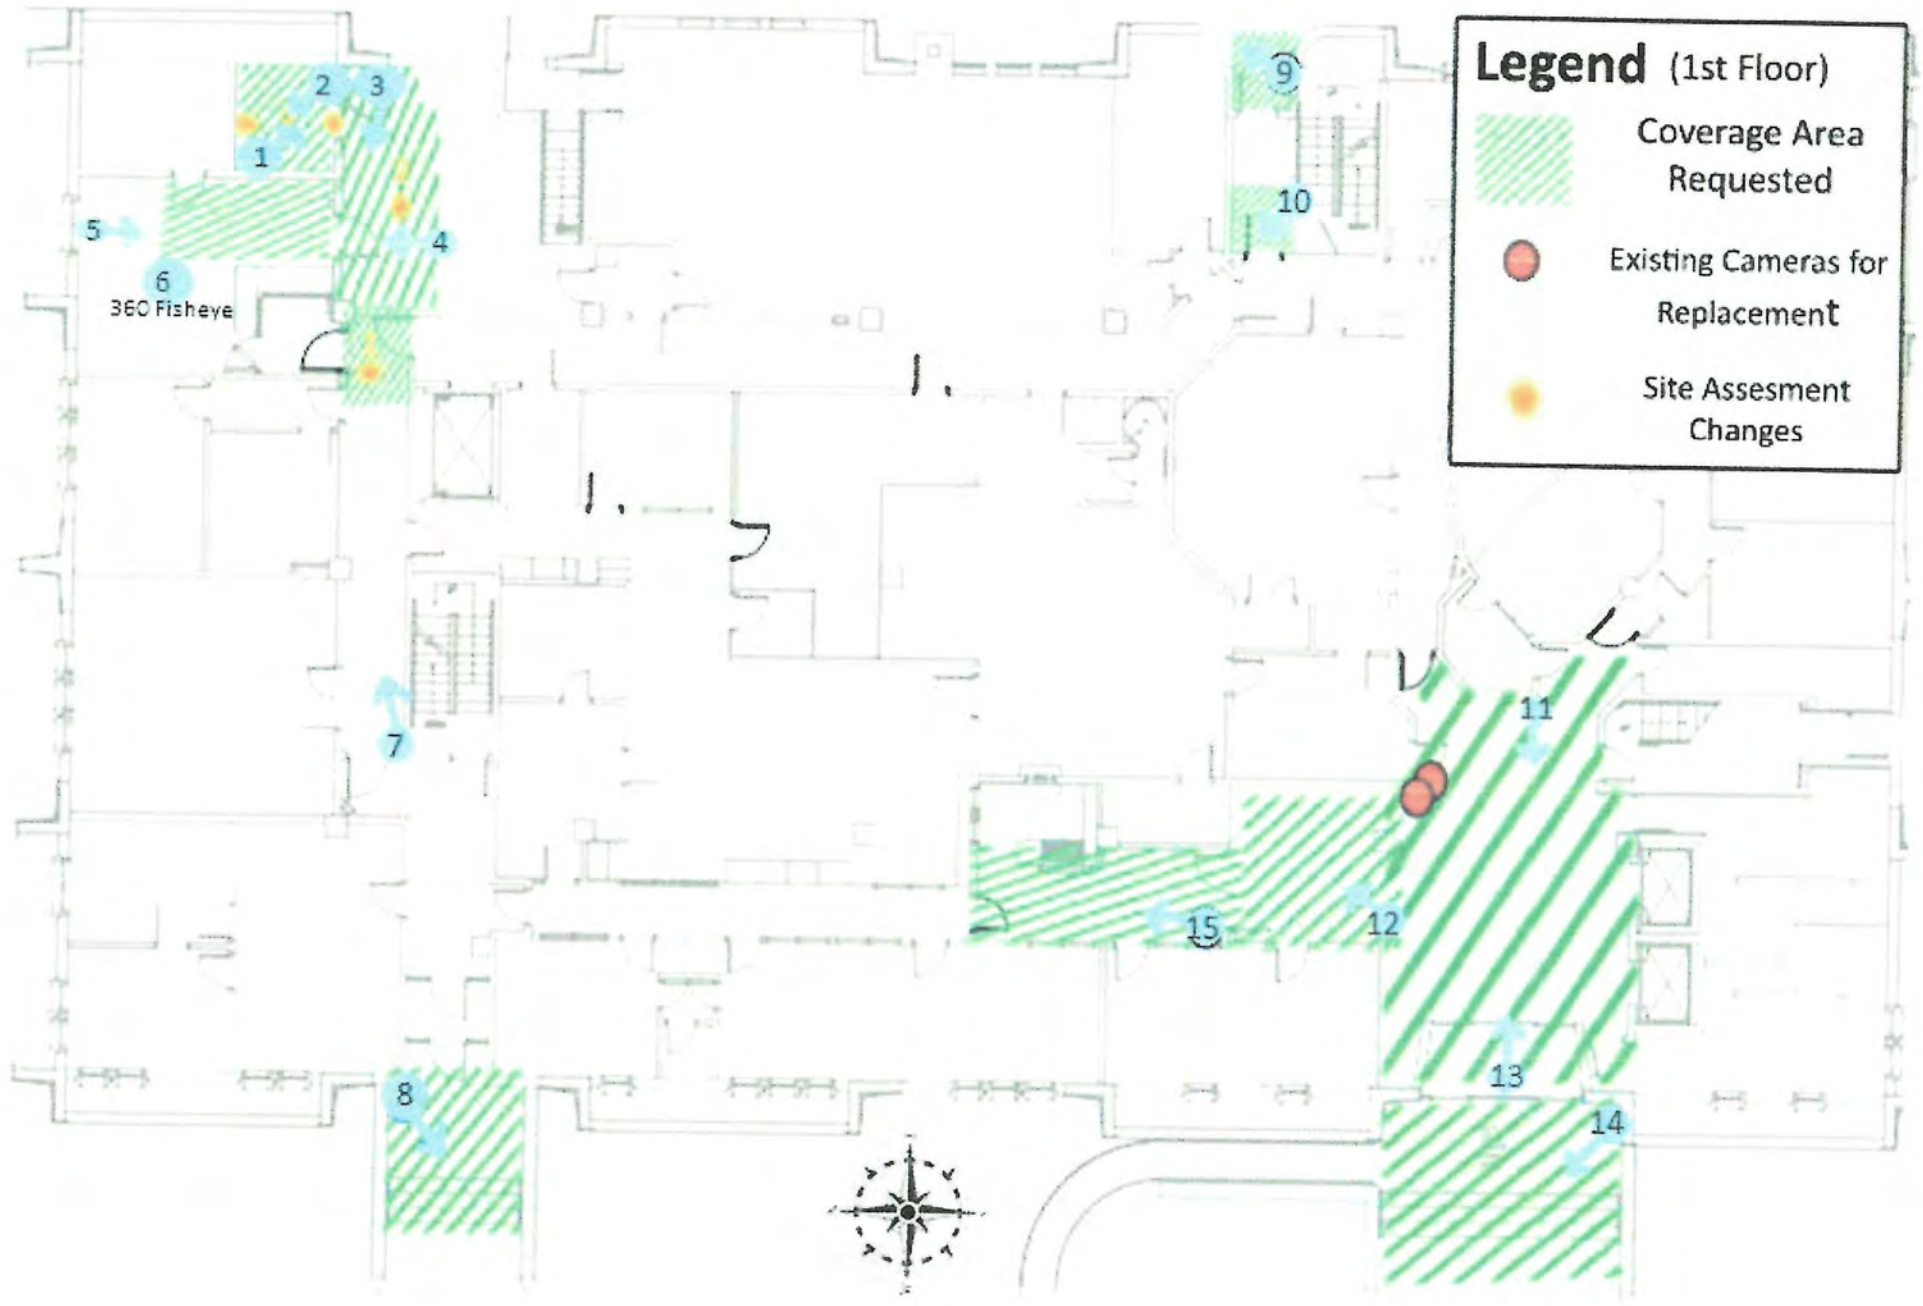 Legend (1st Floor)
Coverage Area
Requested
Existing Cameras for
Replacement
Site Assesment
Changes
2
3
9
1
10
5
4
6
360 Fisheye
11
7
15
12
13
8
14